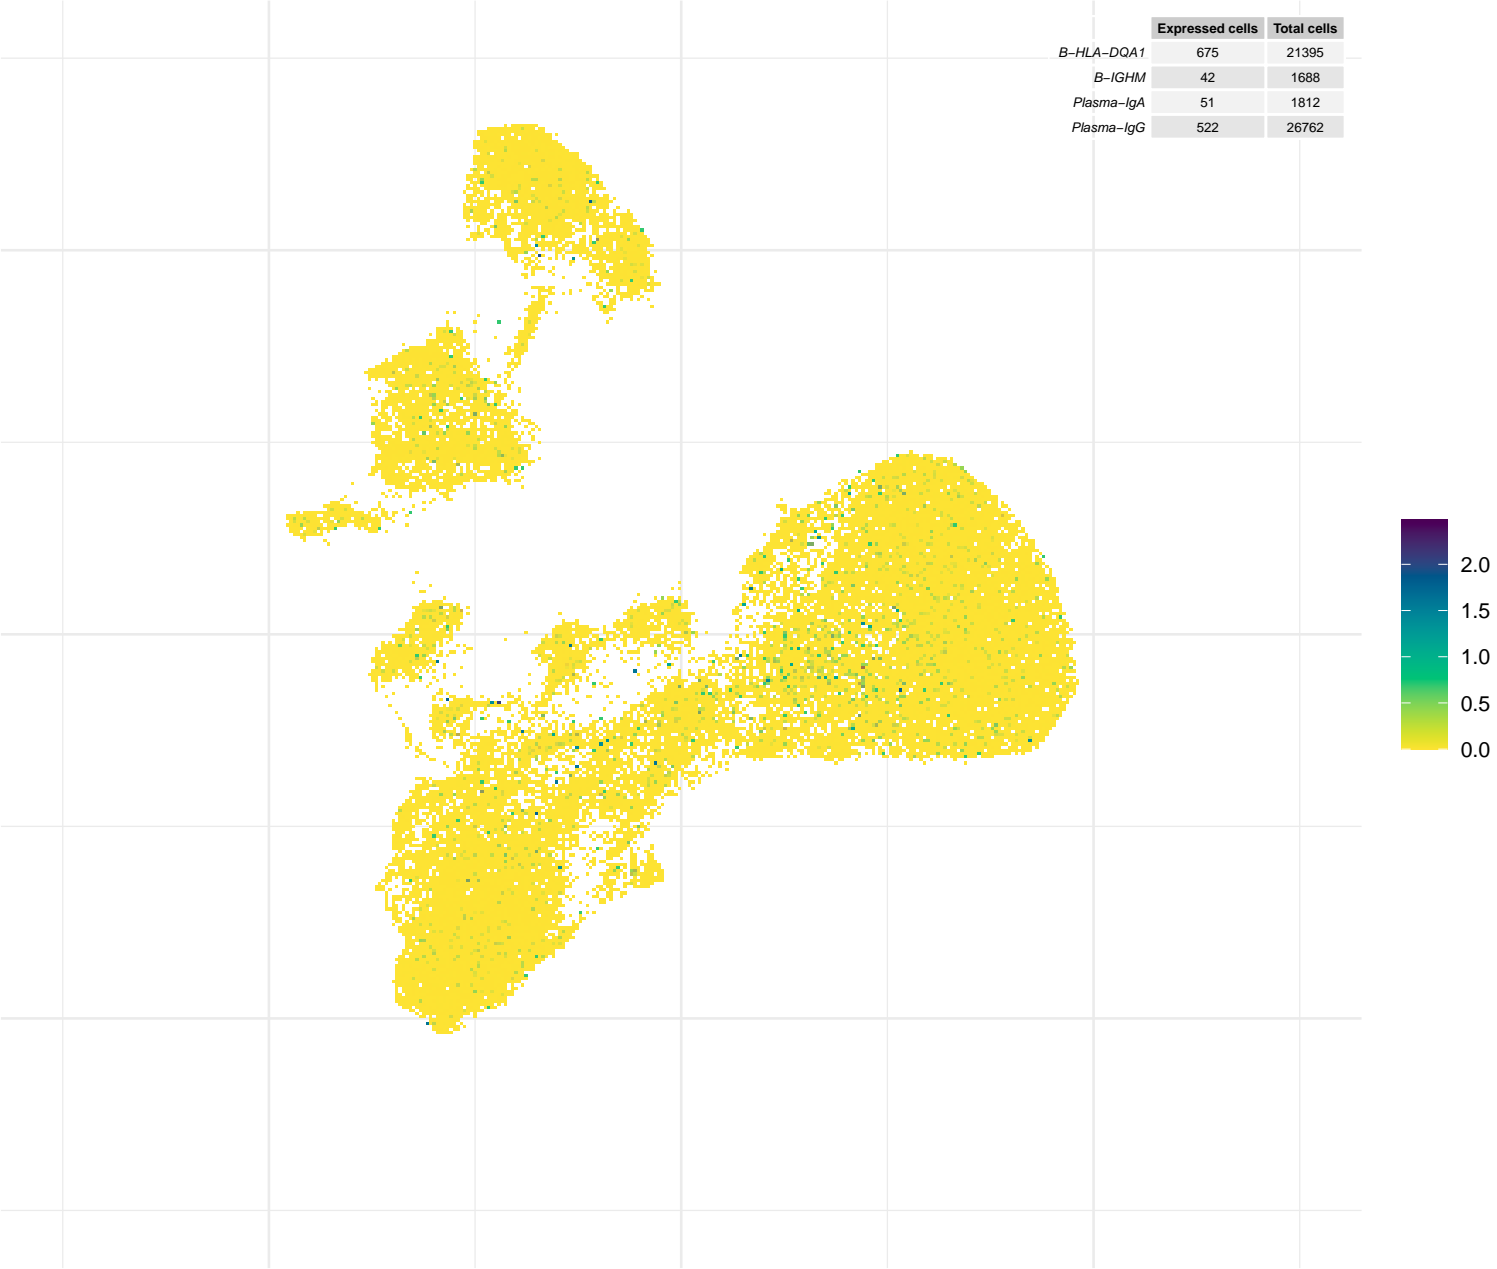 Expressed cells Total cells
B−HLA−DQA1 675 21395
B−IGHM 42 1688
Plasma−IgA 51 1812
Plasma−IgG 522 26762
2.0
1.5
1.0
0.5
0.0